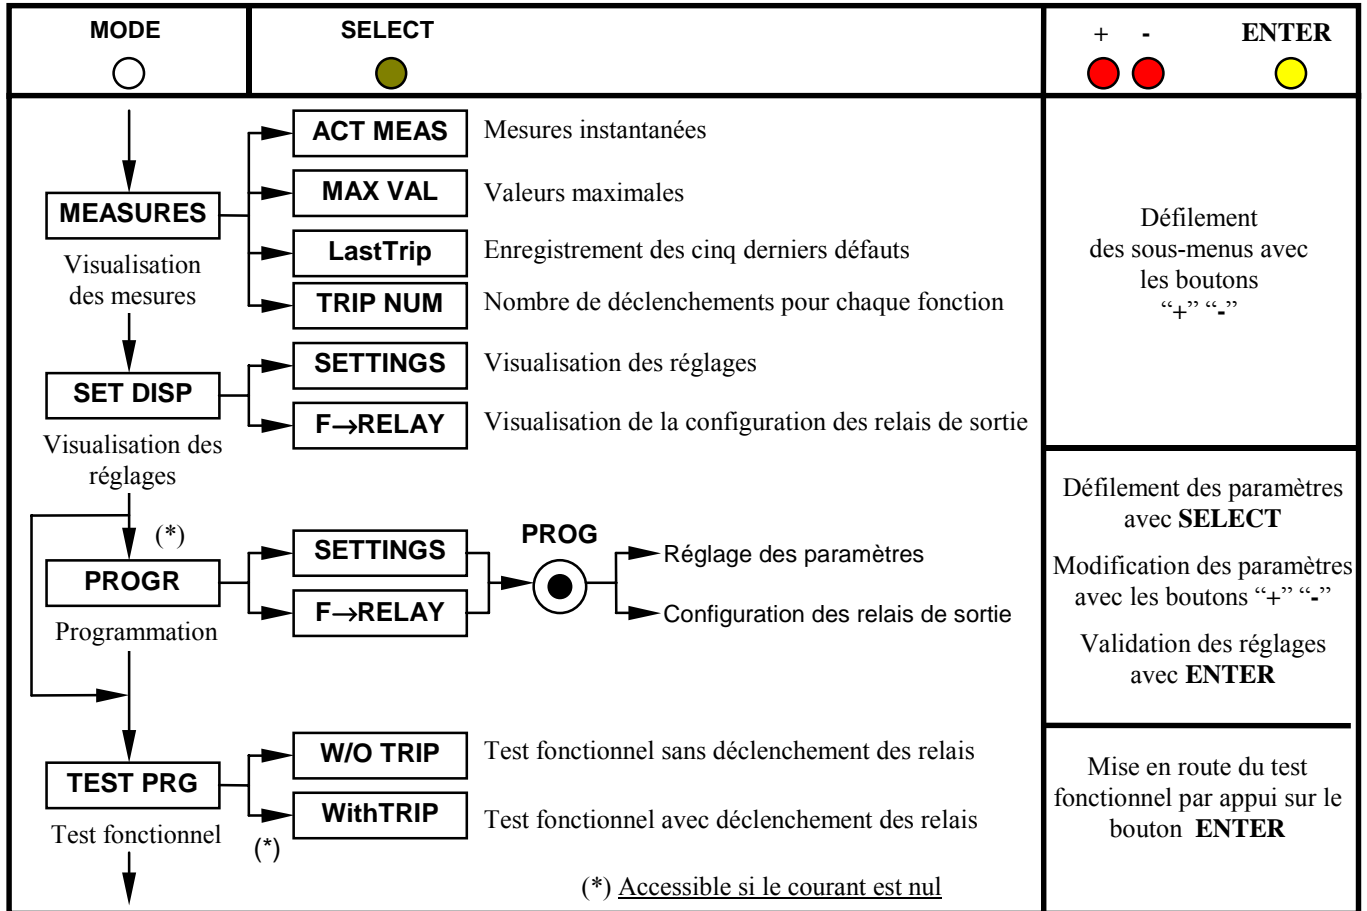 MODE
SELECT
+ - ENTER
ACT MEAS Mesures instantanées
MAX VAL Valeurs maximales
MEASURES
LastTrip Enregistrement des cinq derniers défauts
Visualisation
des mesures
TRIP NUM Nombre de déclenchements pour chaque fonction
Défilement
des sous-menus avec
les boutons
“+” “-”
SETTINGS Visualisation des réglages
SET DISP
F→RELAY Visualisation de la configuration des relais de sortie
Visualisation des
réglages
(*)
SETTINGS
PROGR
F→RELAY
Programmation
PROG
Réglage des paramètres
Configuration des relais de sortie
Défilement des paramètres
avec SELECT
Modification des paramètres
avec les boutons “+” “-”
Validation des réglages
avec ENTER
W/O TRIP Test fonctionnel sans déclenchement des relais
TEST PRG
WithTRIP Test fonctionnel avec déclenchement des relais
Test fonctionnel
(*)
Mise en route du test
fonctionnel par appui sur le
bouton ENTER
(*) Accessible si le courant est nul